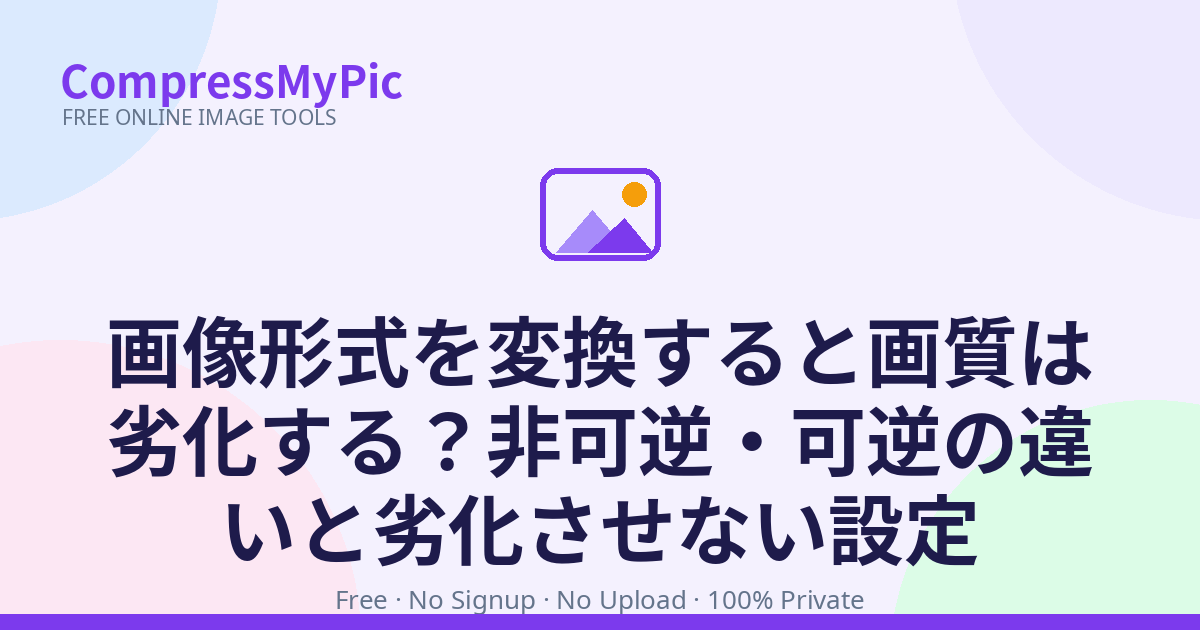 CompressMyPic
FREE ONLINE IMAGE TOOLS
画像形式を変換すると画質は
劣化する？非可逆・可逆の違
いと劣化させない設定
Free · No Signup · No Upload · 100% Private